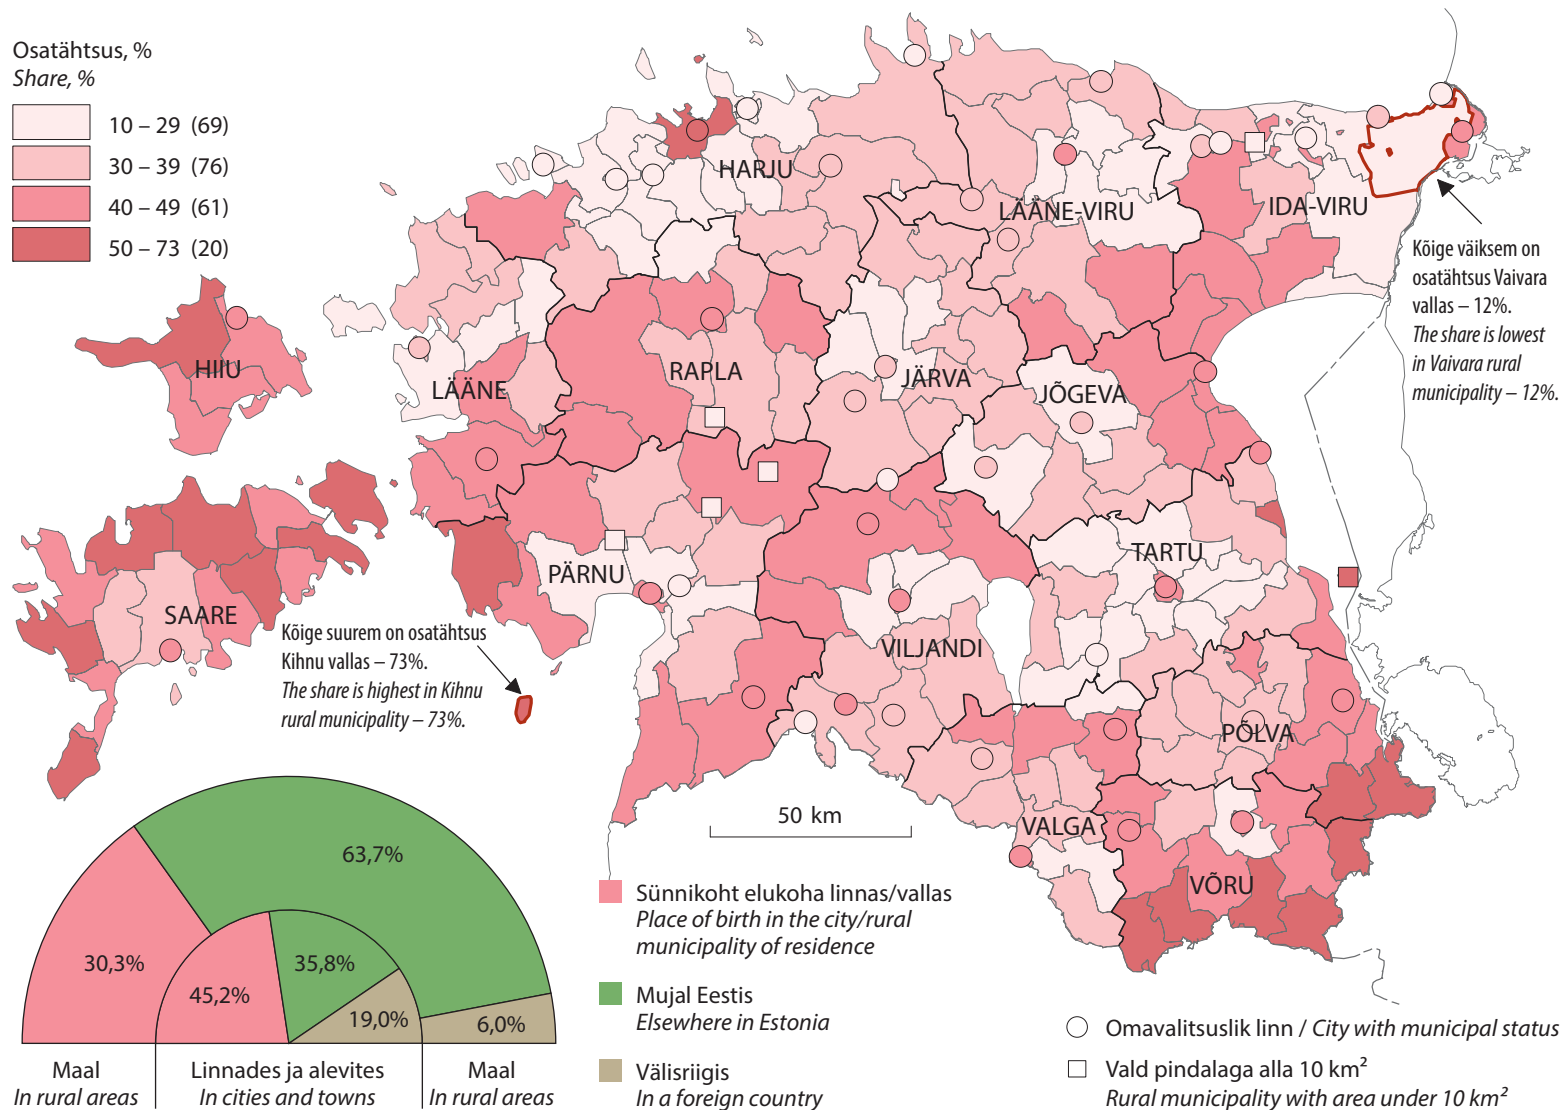 Osatähtsus, %
Share, %
10 – 29 (69)
30 – 39 (76)
40 – 49 (61)
50 – 73 (20)
HARJU
LÄÄNE-VIRU
IDA-VIRU
Kõige väiksem on
osatähtsus Vaivara
vallas – 12%.
The share is lowest
in Vaivara rural
municipality – 12%.
HIIU
LÄÄNE
RAPLA
JÄRVA
JÕGEVA
SAARE
PÄRNU
TARTU
VILJANDI
Kõige suurem on osatähtsus
Kihnu vallas – 73%.
The share is highest in Kihnu
rural municipality – 73%.
PÕLVA
VALGA
VÕRU
50 km
63,7%
30,3%
45,2%
35,8%
19,0%
6,0%
Maal
In rural areas
Linnades ja alevites
In cities and towns
Maal
In rural areas
Sünnikoht elukoha linnas/vallas
Place of birth in the city/rural
municipality of residence
Mujal Eestis
Elsewhere in Estonia
Välisriigis
In a foreign country
Omavalitsuslik linn / City with municipal status
Vald pindalaga alla 10 km²
Rural municipality with area under 10 km²